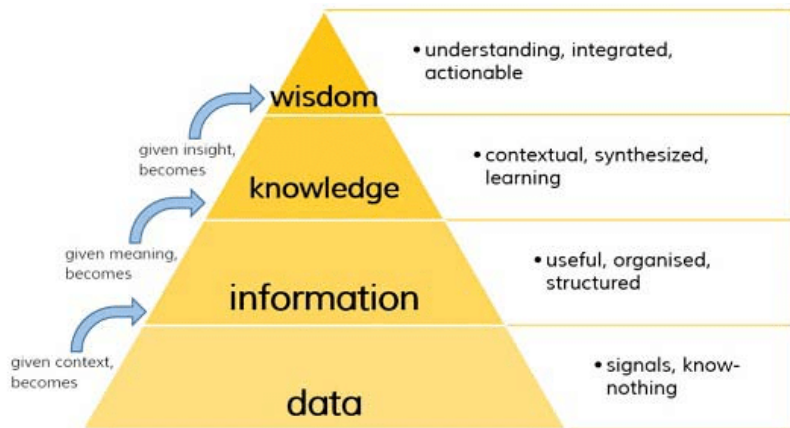 • understanding, integrated,
actionable
wisdom
given insight,
becomes
• contextual, synthesized,
learning
knowledge
given meaning,
becomes
• useful, organised,
structured
information
given context,
becomes
• signals, know-
nothing
data